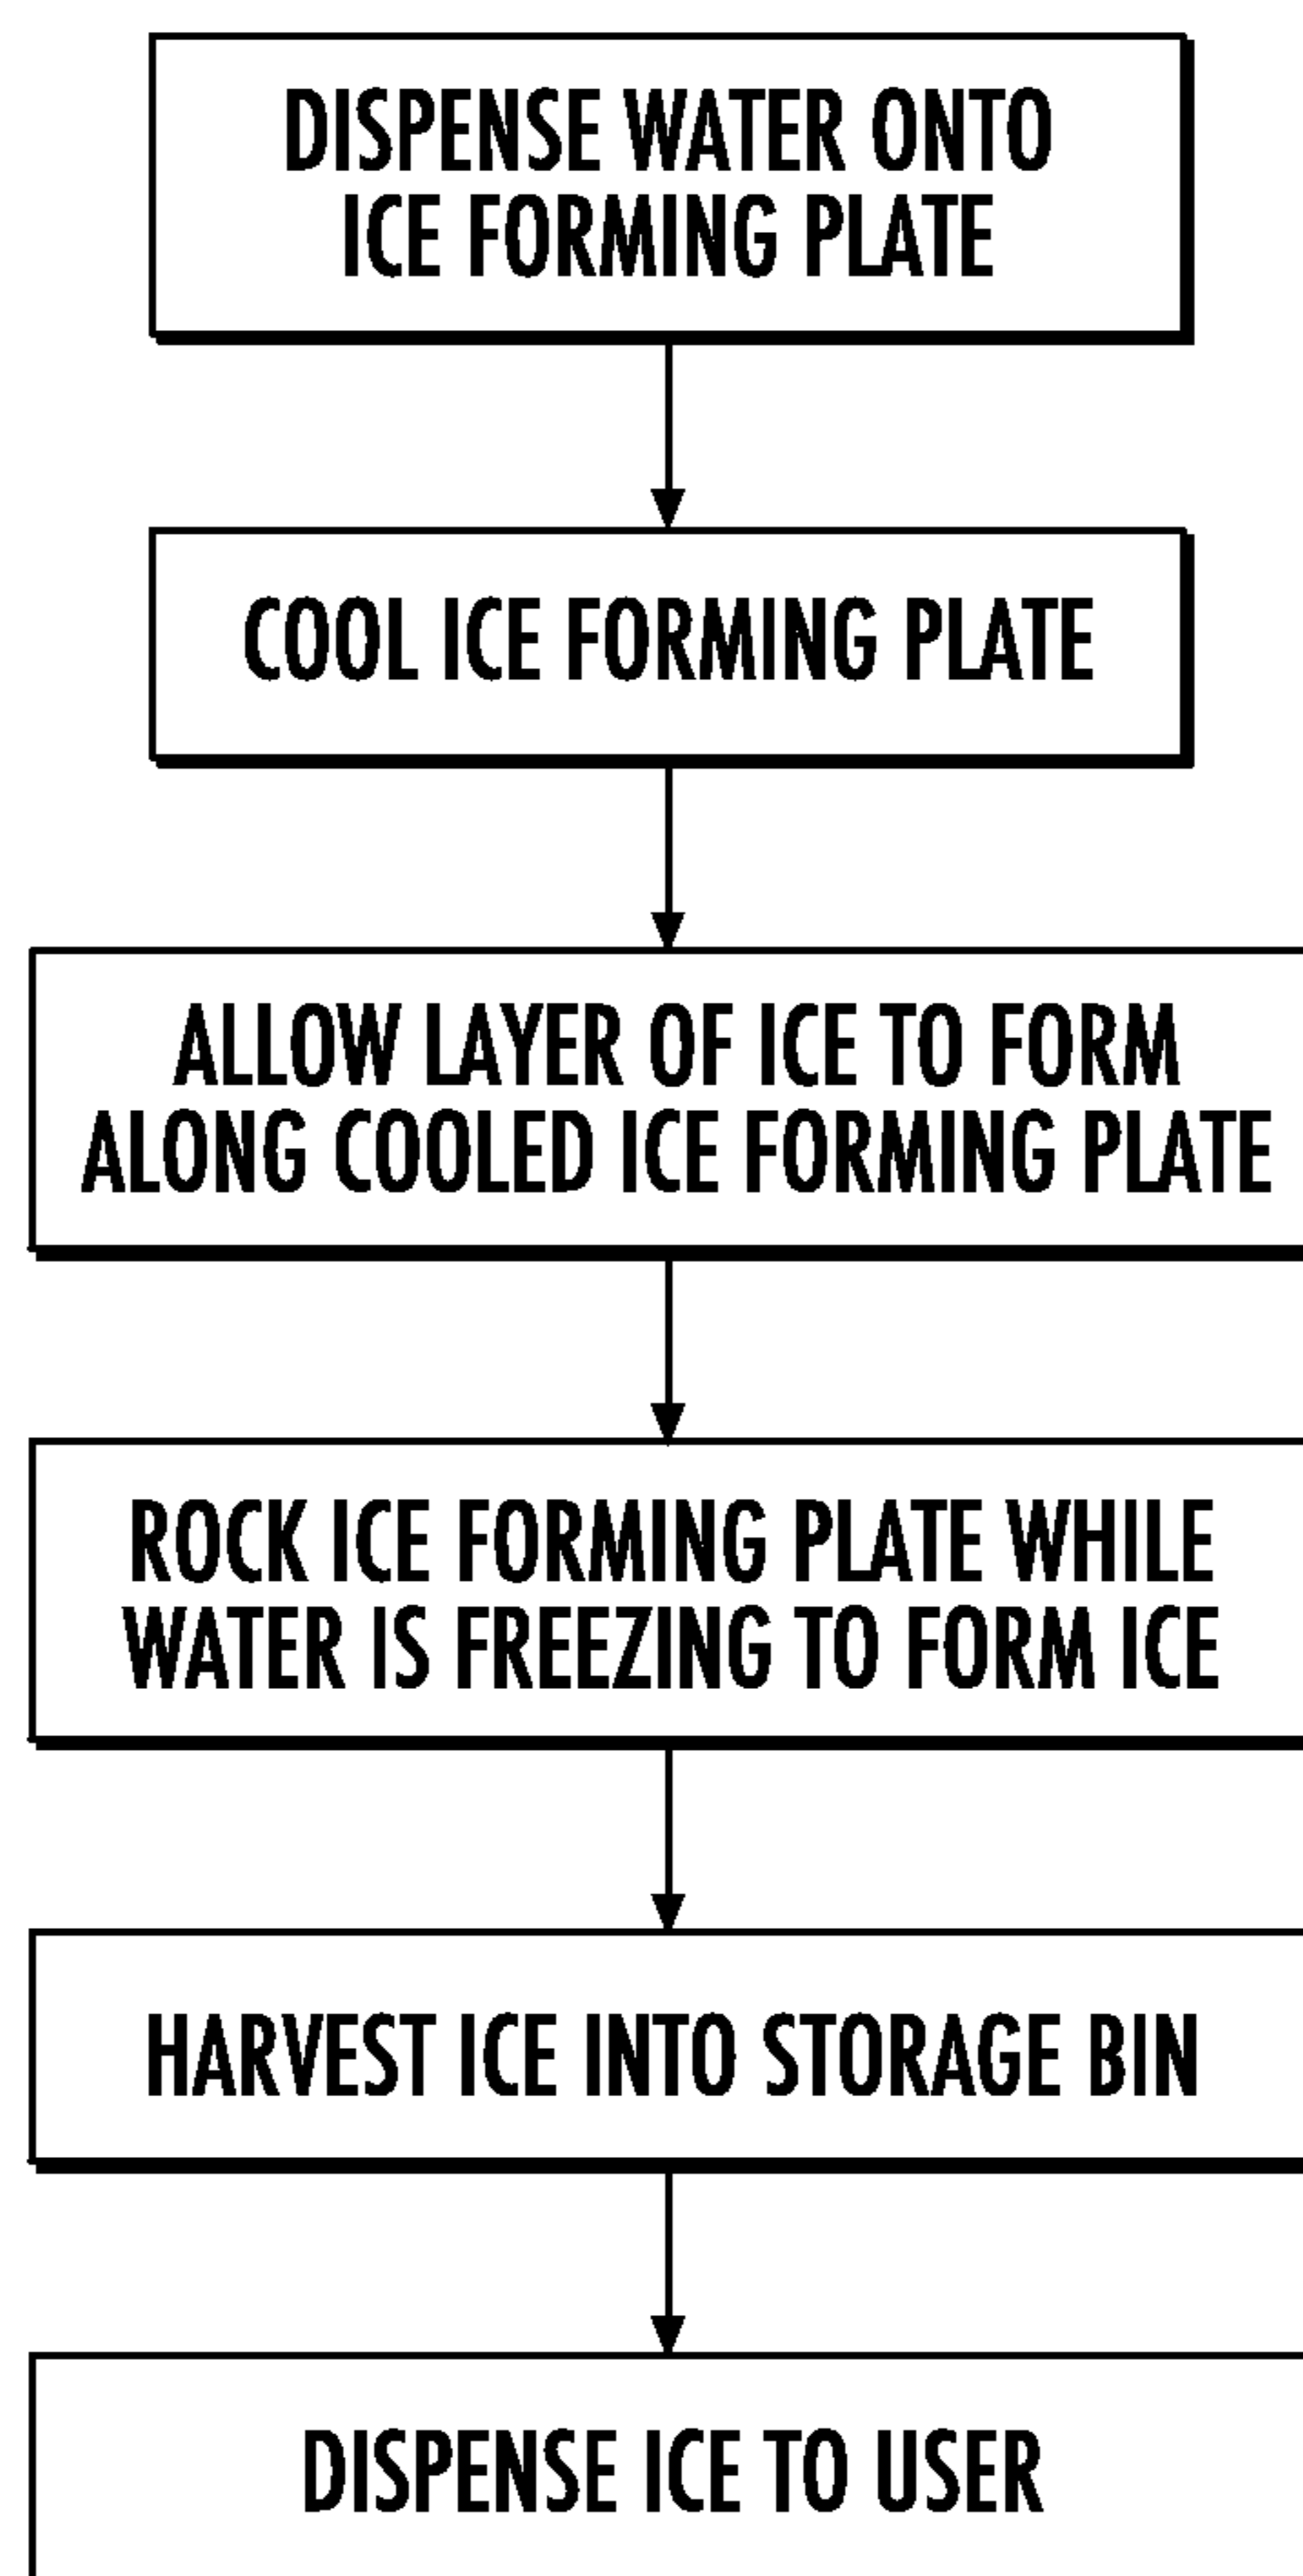 DISPENSE WATER ONTO
ICE FORMING PLATE
COOL ICE FORMING PLATE
ALLOW LAYER OF ICE TO FORM
ALONG COOLED ICE FORMING PLATE
ROCK ICE FORMING PLATE WHILE
WATER IS FREEZING TO FORM ICE
HARVEST ICE INTO STORAGE BIN
DISPENSE ICE TO USER